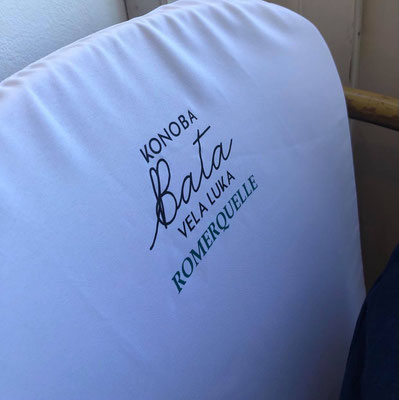 KONOBA
Bata
VELA LUKA
ROMERQUELLE